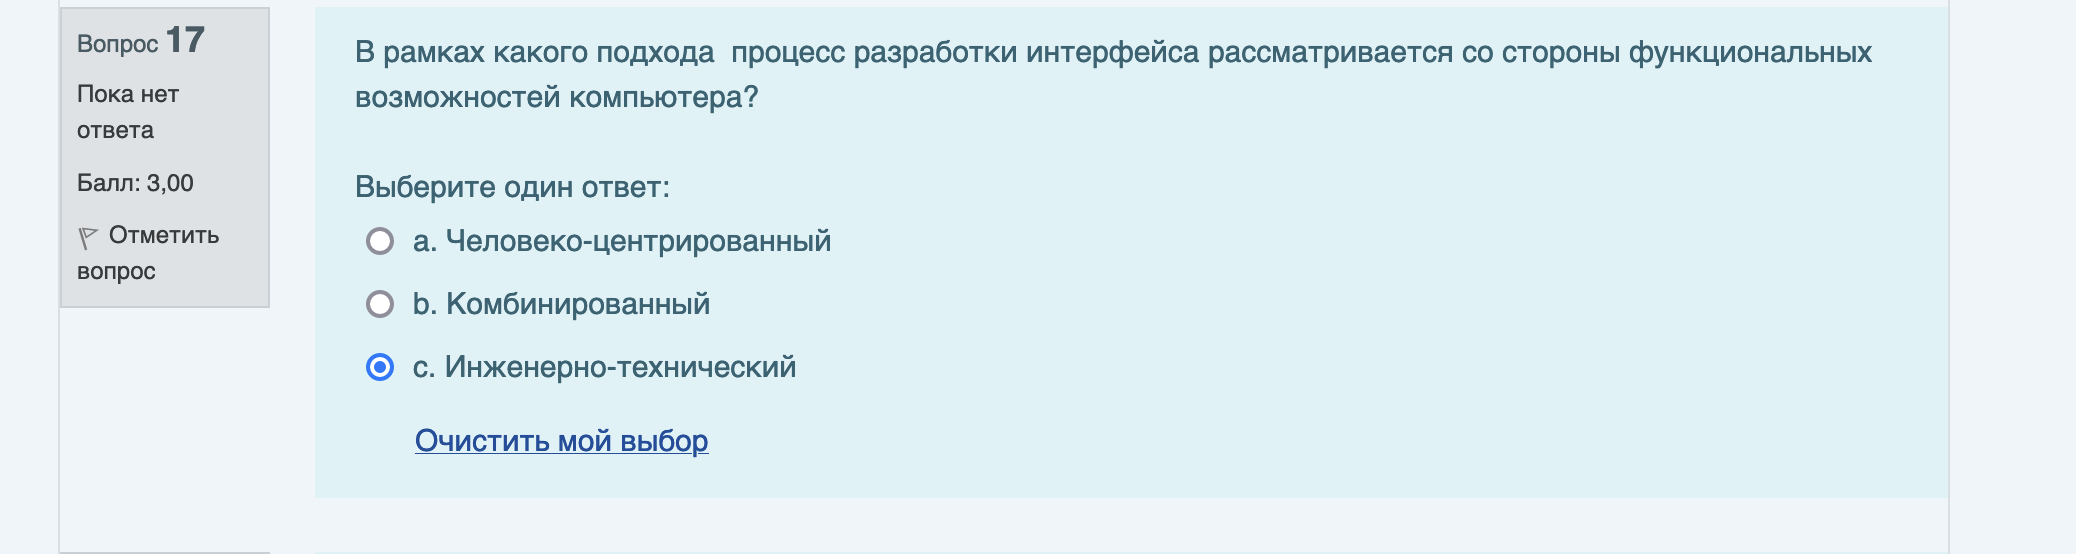 Вопрос 17
Пока нет
ответа
Балл: 3,00
Отметить
вопрос
В рамках какого подхода процесс разработки интерфейса рассматривается со стороны функциональных
возможностей компьютера?
Выберите один ответ:
a. Человеко-центрированный
b. Комбинированный
c. Инженерно-технический
Очистить мой выбор